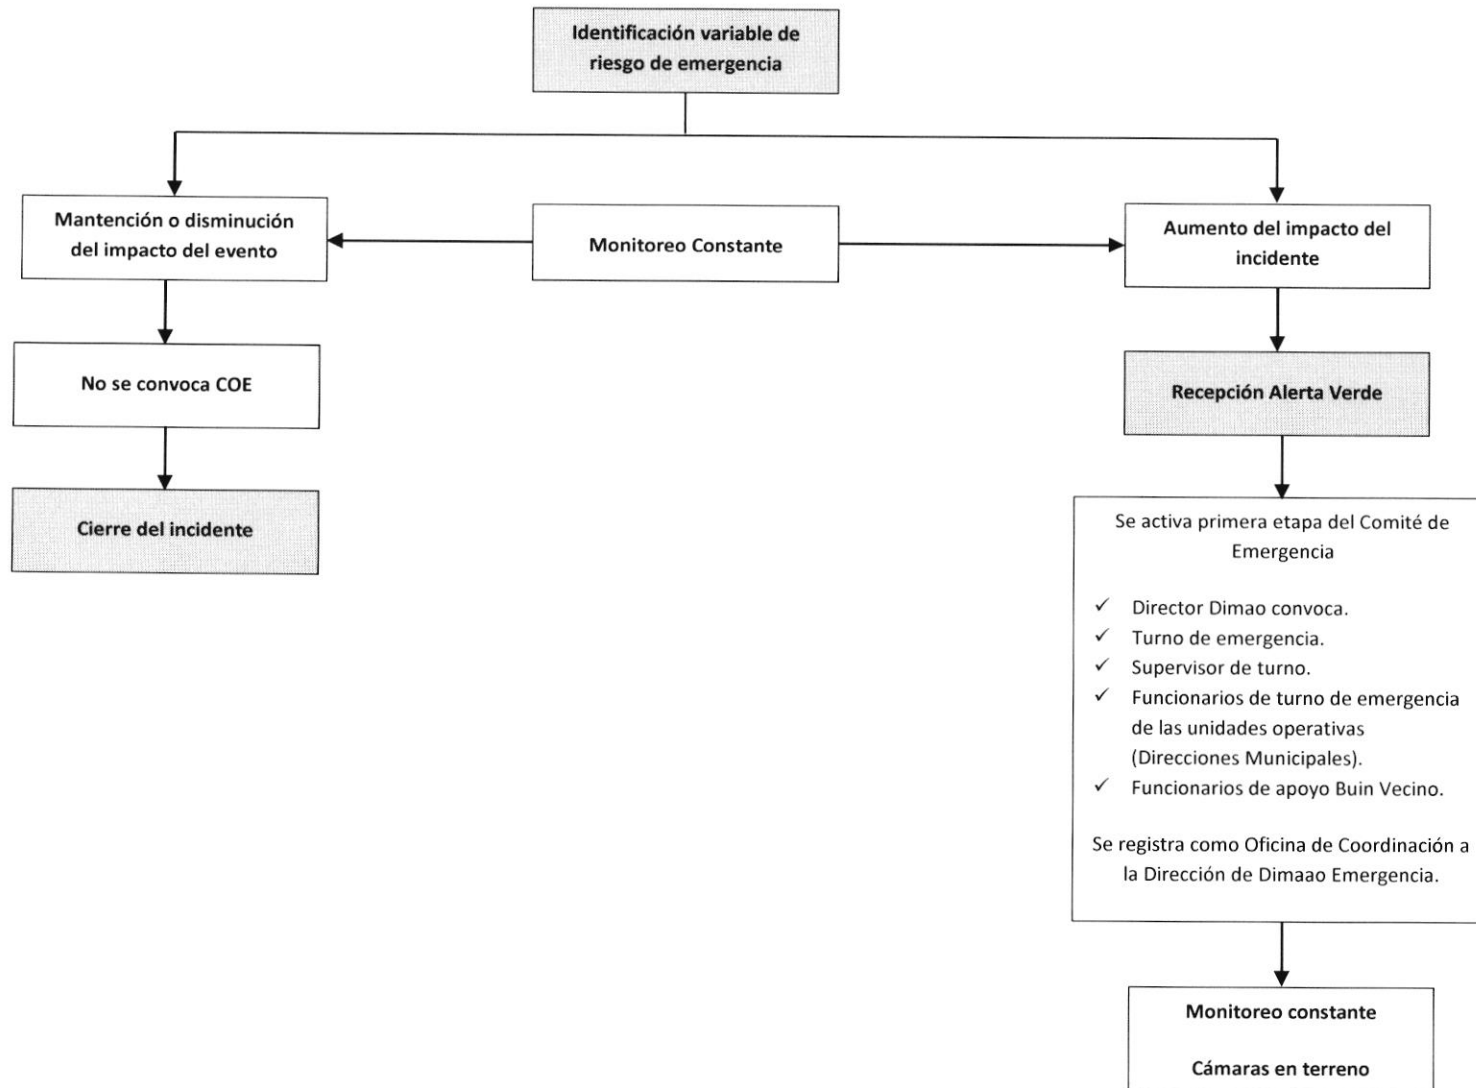 Identificación variable de
riesgo de emergencia
Mantención o disminución
del impacto del evento
Monitoreo Constante
Aumento del impacto del
incidente
No se convoca COE
Recepción Alerta Verde
Cierre del incidente
Se activa primera etapa del Comité de
Emergencia
✓ Director Dimao convoca.
✓ Turno de emergencia.
✓ Supervisor de turno.
✓ Funcionarios de turno de emergencia
de las unidades operativas
(Direcciones Municipales).
✓ Funcionarios de apoyo Buin Vecino.
Se registra como Oficina de Coordinación a
la Dirección de Dimaao Emergencia.
Monitoreo constante
Cámaras en terreno